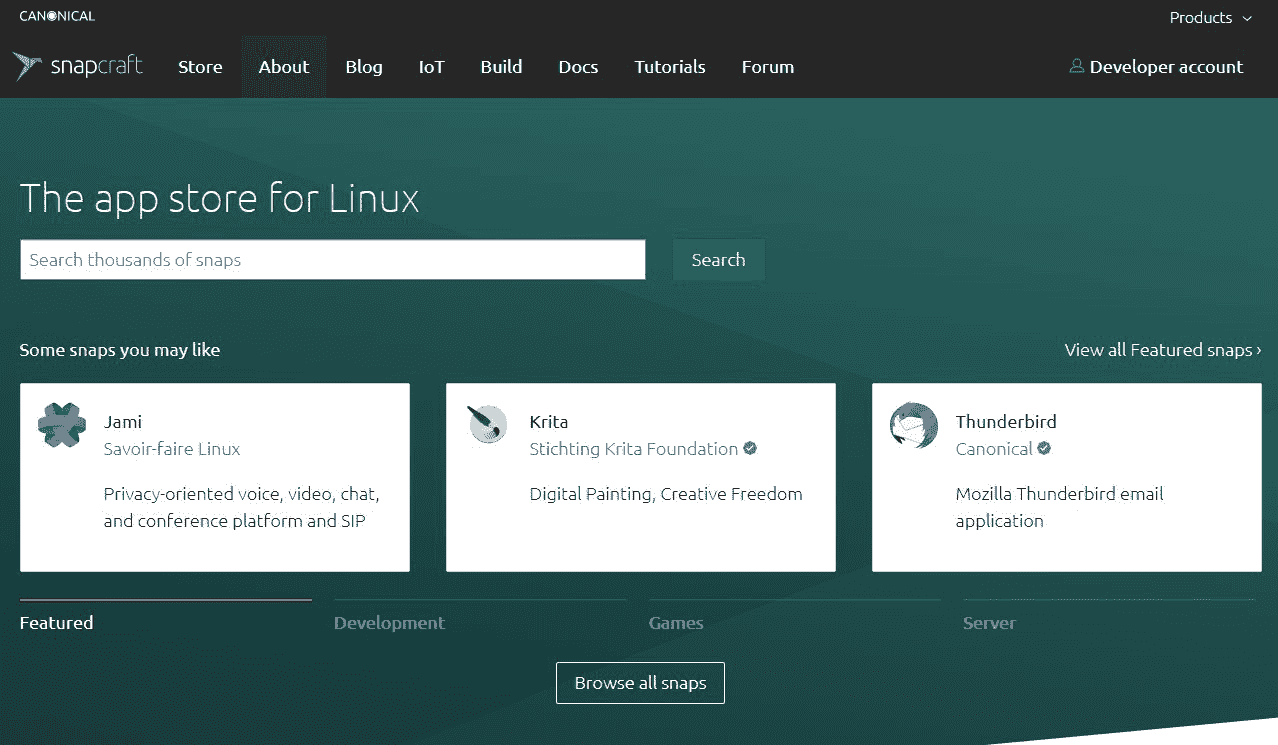 CANONICAL
Products
snapcraft
Store About Blog IoT Build Docs Tutorials Forum
Developer account
The app store for Linux
Search thousands of snaps
Search
Some snaps you may like
View all Featured snaps ›
Jami
Savoir-faire Linux
Privacy-oriented voice, video, chat,
and conference platform and SIP
Krita
Stichting Krita Foundation
Digital Painting, Creative Freedom
Thunderbird
Canonical
Mozilla Thunderbird email
application
Featured
Development
Games
Server
Browse all snaps